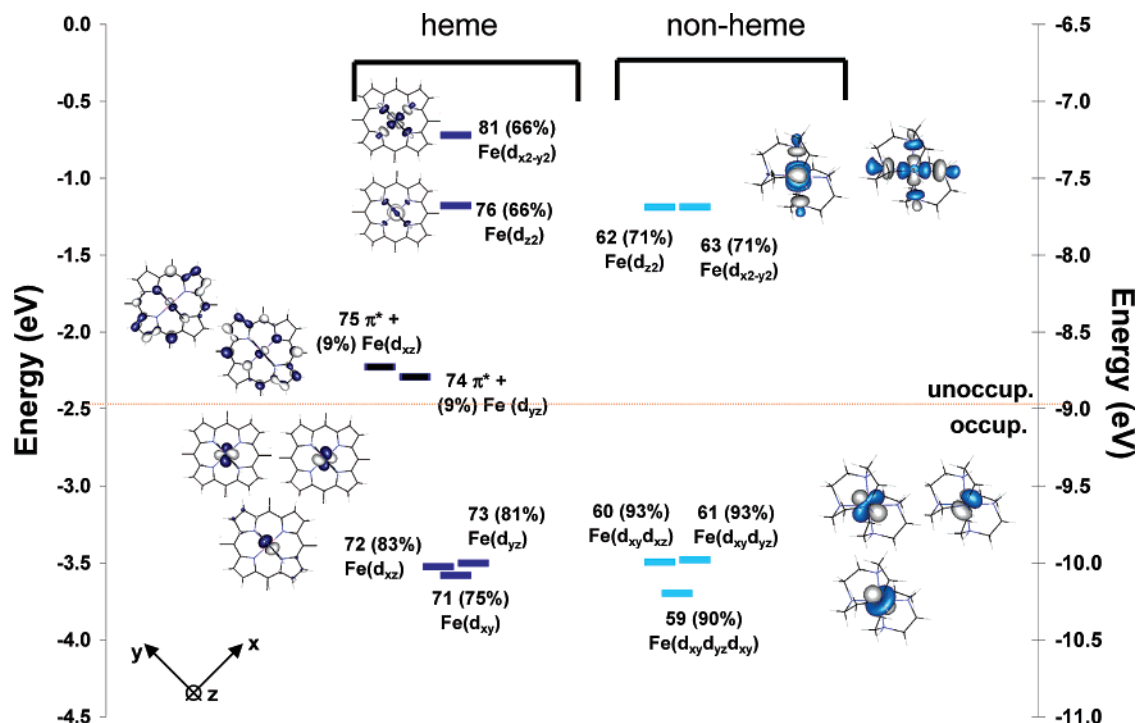 heme
non-heme
0.0
-0.5
-1.0
-1.5
-2.0
-2.5
-3.0
-3.5
-4.0
-4.5
Energy (eV)
81 (66%)
Fe(dx2-y2)
76 (66%)
Fe(dz2)
75 π* +
(9%) Fe(dxz)
74 π* +
(9%) Fe (dyz)
72 (83%)
Fe(dxz)
73 (81%)
Fe(dyz)
71 (75%)
Fe(dxy)
y
x
z
62 (71%)
Fe(dz2)
63 (71%)
Fe(dx2-y2)
unoccup.
occup.
60 (93%)
Fe(dxydxz)
61 (93%)
Fe(dxydyz)
59 (90%)
Fe(dxydyzdxy)
-6.5
-7.0
-7.5
-8.0
-8.5
-9.0
-9.5
-10.0
-10.5
-11.0
Energy (eV)